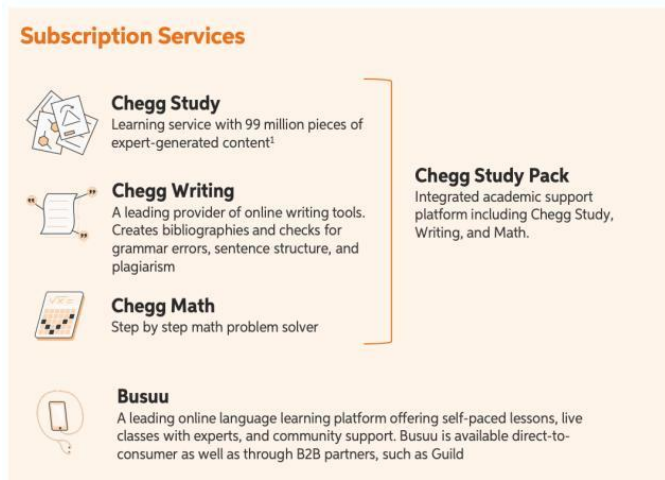 Subscription Services
Chegg Study
Learning service with 99 million pieces of
expert-generated content¹
Chegg Writing
A leading provider of online writing tools.
Creates bibliographies and checks for
grammar errors, sentence structure, and
plagiarism
Chegg Math
Step by step math problem solver
Chegg Study Pack
Integrated academic support
platform including Chegg Study,
Writing, and Math.
Busuu
A leading online language learning platform offering self-paced lessons, live
classes with experts, and community support. Busuu is available direct-to-
consumer as well as through B2B partners, such as Guild